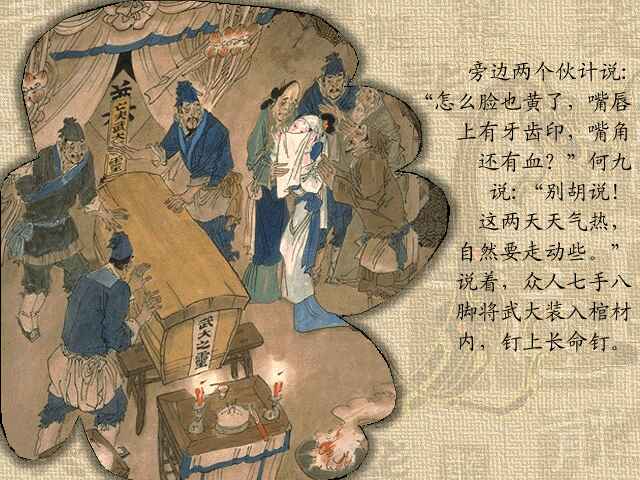 旁边两个伙计说:
“怎么脸也黄了，嘴唇
上有牙齿印，嘴角
还有血？”何九
说:“别胡说！
这两天天气热，
自然要走动些。”
说着，众人七手八
脚将武大装入棺材
内，钉上长命钉。
亡夫武大之靈
武大之靈